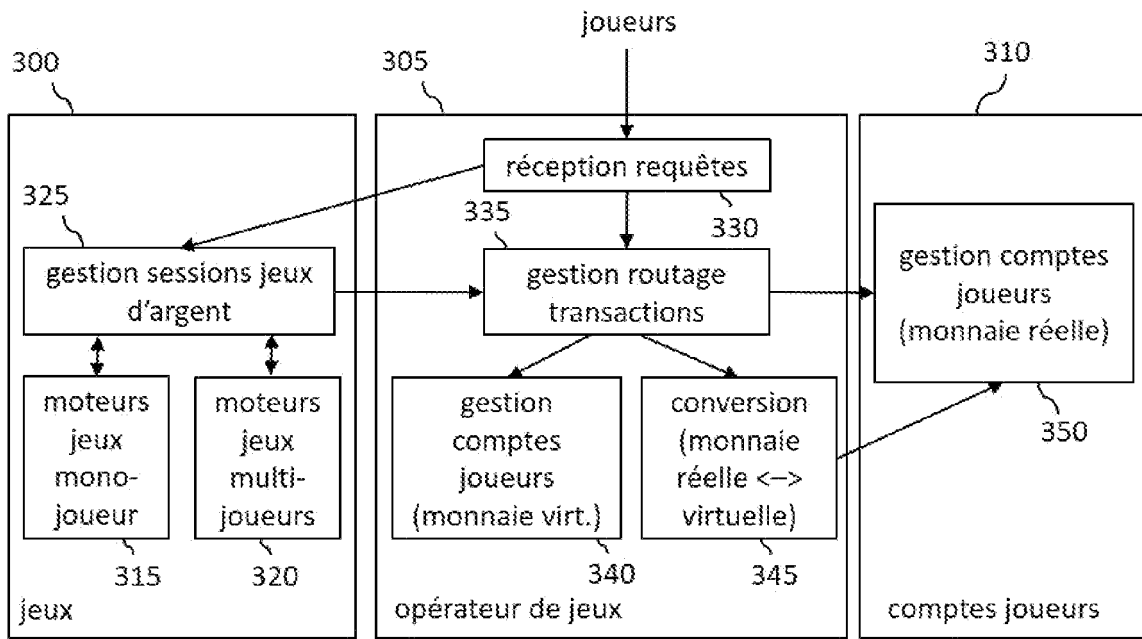 joueurs
300
305
310
réception requêtes
330
325
335
gestion sessions jeux
d'argent
gestion routage
transactions
gestion comptes
joueurs
(monnaie réelle)
350
moteurs
jeux
mono-
joueur
315
moteurs
jeux
multi-
joueurs
320
gestion
comptes
joueurs
(monnaie virt.)
340
conversion
(monnaie
réelle <–>
virtuelle)
345
jeux
opérateur de jeux
comptes joueurs